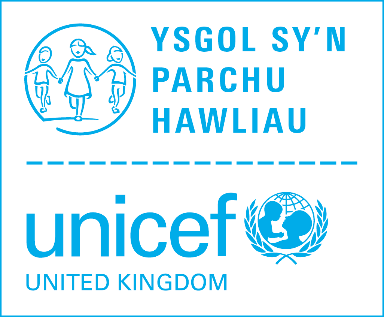 YSGOL SY'N
PARCHU
HAWLIAU
unicef
UNITED KINGDOM